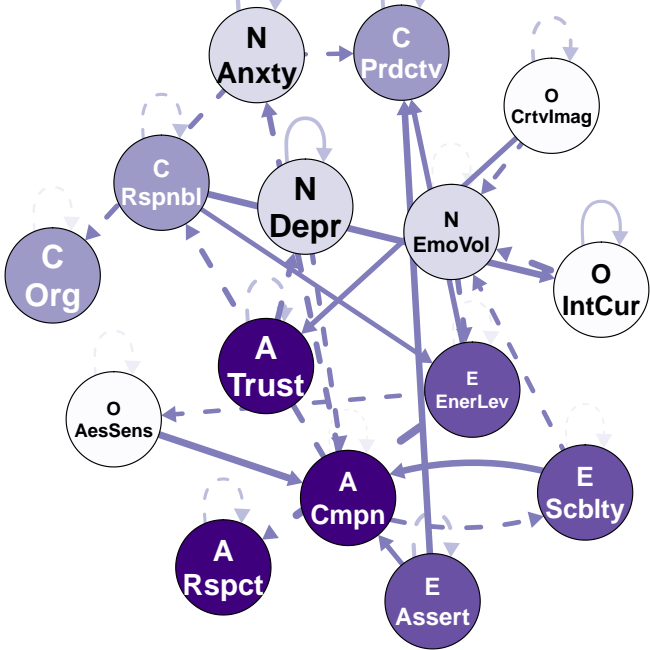 N
Anxty
C
Prdctv
O
CrtvImag
C
Rspnbl
N
Depr
N
EmoVol
C
Org
O
IntCur
A
Trust
E
EnerLev
O
AesSens
A
Cmpn
E
Scblty
A
Rspct
E
Assert